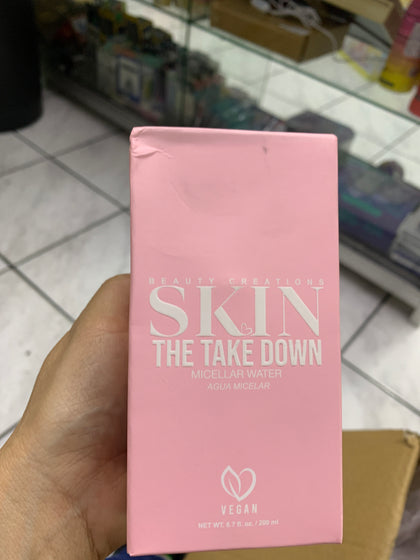 BEAUTY CREATIONS
SKIN
THE TAKE DOWN
MICELLAR WATER
AGUA MICELAR
VEGAN
NET WT. 6.7 fl. oz. / 200 ml